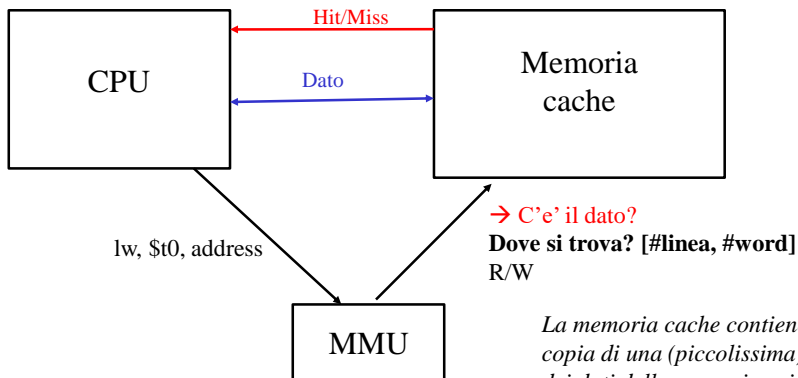 Hit/Miss
CPU
Dato
Memoria
cache
lw, $t0, address
→ C'e' il dato?
Dove si trova? [#linea, #word]
R/W
MMU
La memoria cache contien
copia di una (piccolissima)